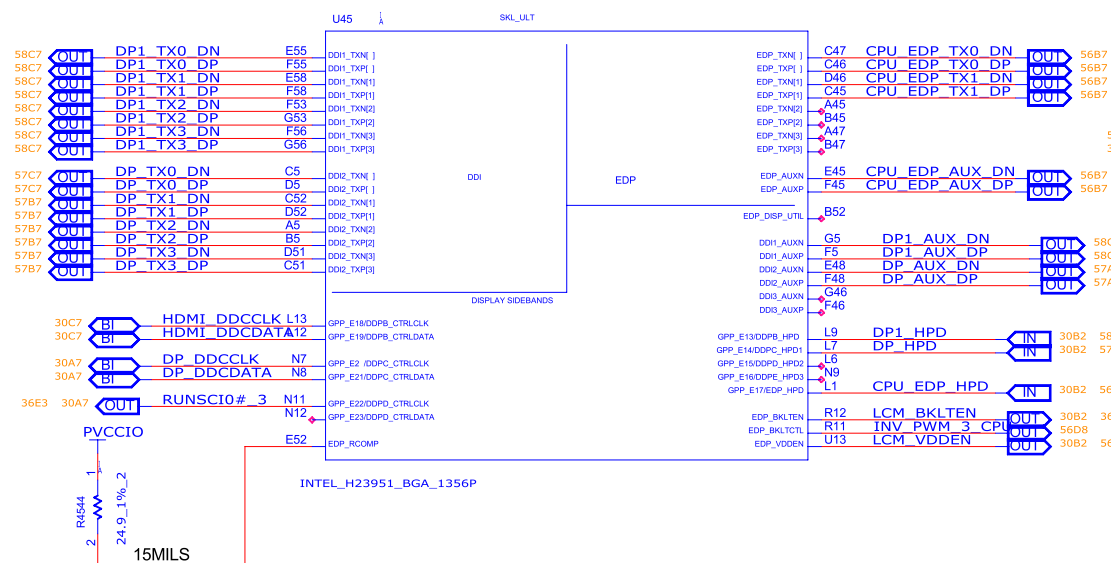 U45
1A
SKL_ULT
58C7 OUT DP1_TX0_DN E55 DDI1_TXN[ ]
58C7 OUT DP1_TX0_DP F55 DDI1_TXP[ ]
58C7 OUT DP1_TX1_DN E58 DDI1_TXN[1]
58C7 OUT DP1_TX1_DP F58 DDI1_TXP[1]
58C7 OUT DP1_TX2_DN F53 DDI1_TXN[2]
58C7 OUT DP1_TX2_DP G53 DDI1_TXP[2]
58C7 OUT DP1_TX3_DN F56 DDI1_TXN[3]
58C7 OUT DP1_TX3_DP G56 DDI1_TXP[3]
57C7 OUT DP_TX0_DN C5 DDI2_TXN[ ]
57C7 OUT DP_TX0_DP D5 DDI2_TXP[ ]
57B7 OUT DP_TX1_DN C52 DDI2_TXN[1]
57B7 OUT DP_TX1_DP D52 DDI2_TXP[1]
57B7 OUT DP_TX2_DN A5 DDI2_TXN[2]
57B7 OUT DP_TX2_DP B5 DDI2_TXP[2]
57B7 OUT DP_TX3_DN D51 DDI2_TXN[3]
57B7 OUT DP_TX3_DP C51 DDI2_TXP[3]
30C7 BI HDMI_DDCCLK L13 GPP_E18/DDPB_CTRLCLK
30C7 BI HDMI_DDCDATA L12 GPP_E19/DDPB_CTRLDATA
30A7 BI DP_DDCCLK N7 GPP_E2 /DDPC_CTRLCLK
30A7 BI DP_DDCDATA N8 GPP_E21/DDPC_CTRLDATA
36E3 30A7 OUT RUNSCI0#_3 N11 GPP_E22/DDPD_CTRLCLK
N12 GPP_E23/DDPD_CTRLDATA
E52 EDP_RCOMP
DDI
EDP
DISPLAY SIDEBANDS
EDP_TXN[ ] C47 CPU_EDP_TX0_DN OUT 56B7
EDP_TXP[ ] C46 CPU_EDP_TX0_DP OUT 56B7
EDP_TXN[1] D46 CPU_EDP_TX1_DN OUT 56B7
EDP_TXP[1] C45 CPU_EDP_TX1_DP OUT 56B7
EDP_TXN[2] A45
EDP_TXP[2] B45
EDP_TXN[3] A47
EDP_TXP[3] B47
EDP_AUXN E45 CPU_EDP_AUX_DN OUT 56B7
EDP_AUXP F45 CPU_EDP_AUX_DP OUT 56B7
EDP_DISP_UTIL B52
DDI1_AUXN G5 DP1_AUX_DN OUT
DDI1_AUXP F5 DP1_AUX_DP OUT
DDI2_AUXN E48 DP_AUX_DN OUT
DDI2_AUXP F48 DP_AUX_DP OUT
DDI3_AUXN G46
DDI3_AUXP F46
GPP_E13/DDPB_HPD L9 DP1_HPD IN 30B2 58
GPP_E14/DDPC_HPD1 L7 DP_HPD IN 30B2 57
GPP_E15/DDPD_HPD2 L6
GPP_E16/DDPE_HPD3 N9
GPP_E17/EDP_HPD L1 CPU_EDP_HPD IN 30B2 56
EDP_BKLTEN R12 LCM_BKLTEN OUT 30B2 36
EDP_BKLTCTL R11 INV_PWM_3_CPU OUT 56D8
EDP_VDDEN U13 LCM_VDDEN OUT 30B2 56
INTEL_H23951_BGA_1356P
PVCCIO
1
1A
R4544
24.9_1%_2
2
15MILS